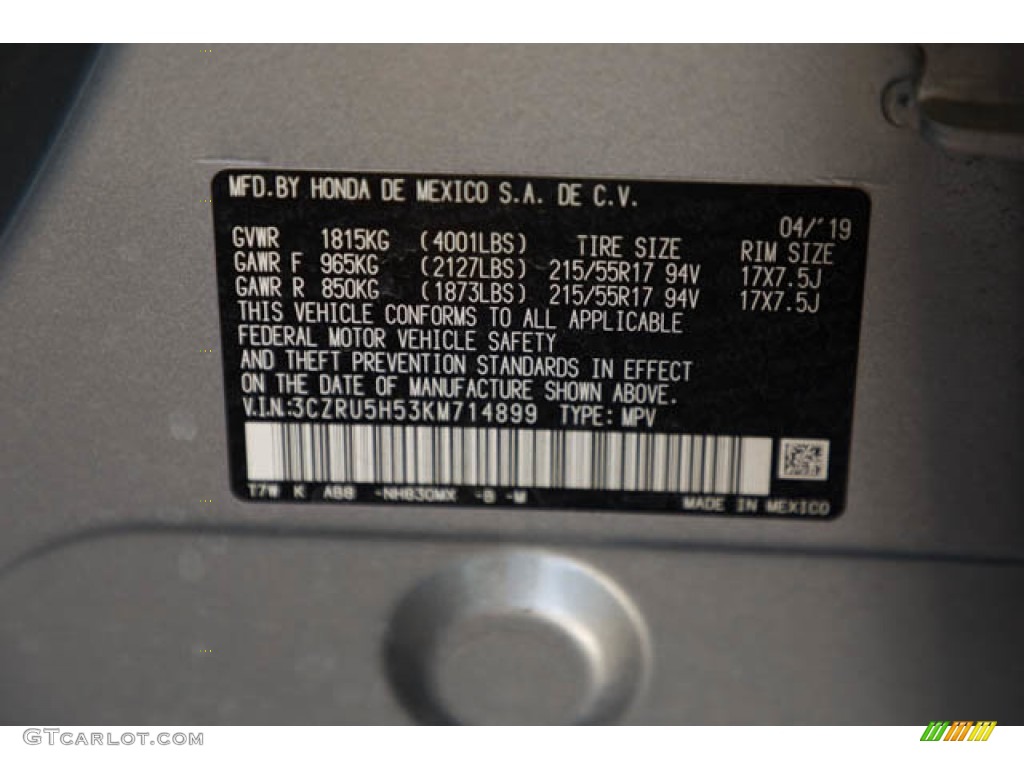 MFD.BY HONDA DE MEXICO S.A. DE C.V.
04/'19
GVWR 1815KG (4001LBS) TIRE SIZE RIM SIZE
GAWR F 965KG (2127LBS) 215/55R17 94V 17X7.5J
GAWR R 850KG (1873LBS) 215/55R17 94V 17X7.5J
THIS VEHICLE CONFORMS TO ALL APPLICABLE
FEDERAL MOTOR VEHICLE SAFETY
AND THEFT PREVENTION STANDARDS IN EFFECT
ON THE DATE OF MANUFACTURE SHOWN ABOVE.
V.I.N.:3CZRU5H53KM714899 TYPE: MPV
T7W K ABB -NH830MX -B -M
MADE IN MEXICO
GTCARLOT.COM